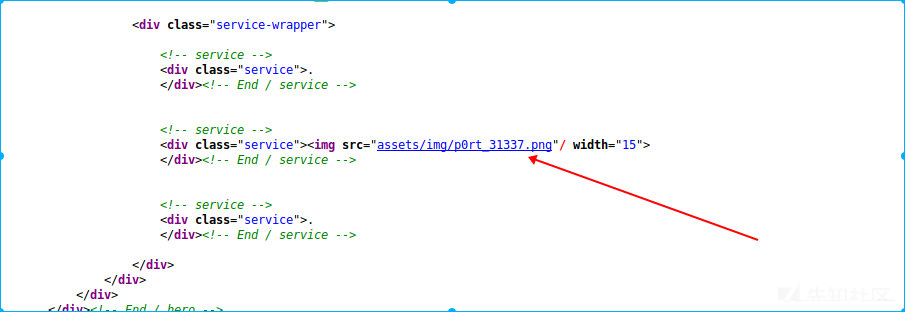 <div class="service-wrapper">
<!-- service -->
<div class="service">.
</div><!-- End / service -->
<!-- service -->
<div class="service"><img src="assets/img/p0rt_31337.png"/ width="15">
</div><!-- End / service -->
<!-- service -->
<div class="service">.
</div><!-- End / service -->
</div>
</div>
</div>
</div><!-- End / hero -->
先知社区